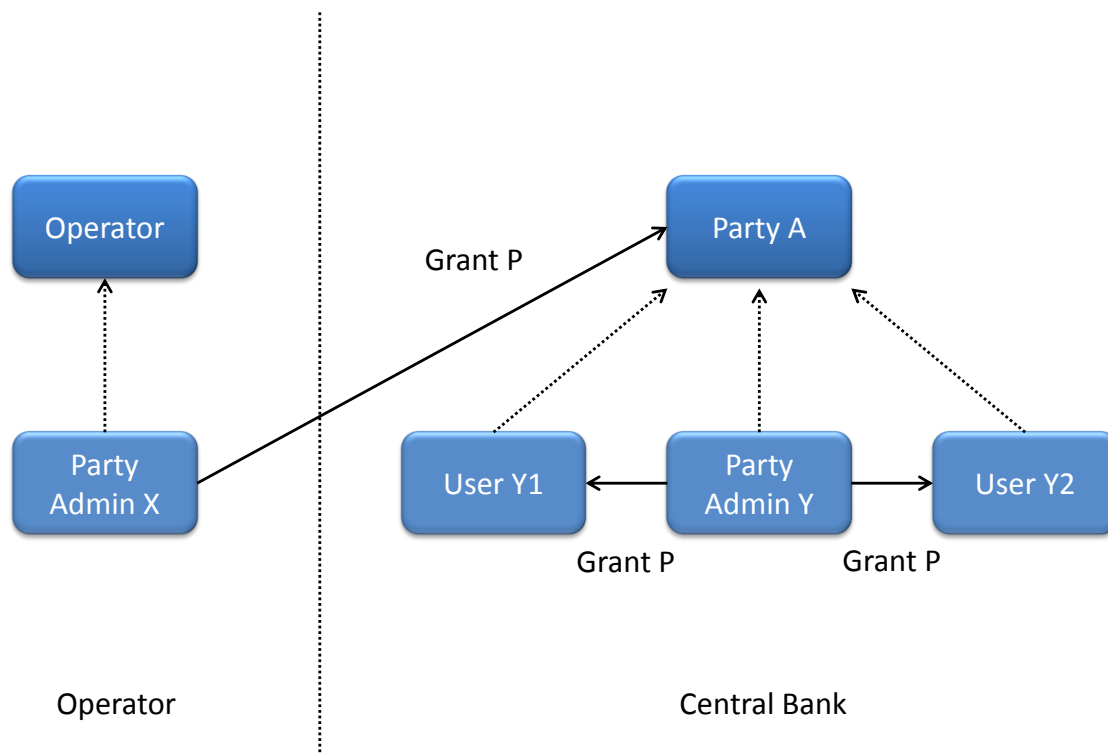 Operator
Party A
Grant P
Party
Admin X
User Y1
Party
Admin Y
User Y2
Grant P
Grant P
Operator
Central Bank